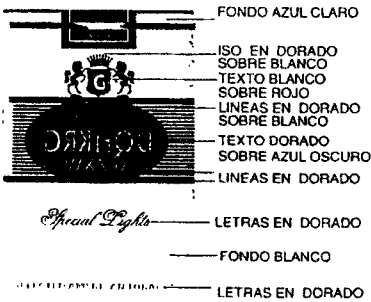 FONDO AZUL CLARO
ISO EN DORADO
SOBRE BLANCO
G
TEXTO BLANCO
SOBRE ROJO
LINEAS EN DORADO
SOBRE BLANCO
TEXTO DORADO
SOBRE AZUL OSCURO
LINEAS EN DORADO
Special Lights
LETRAS EN DORADO
FONDO BLANCO
LETRAS EN DORADO